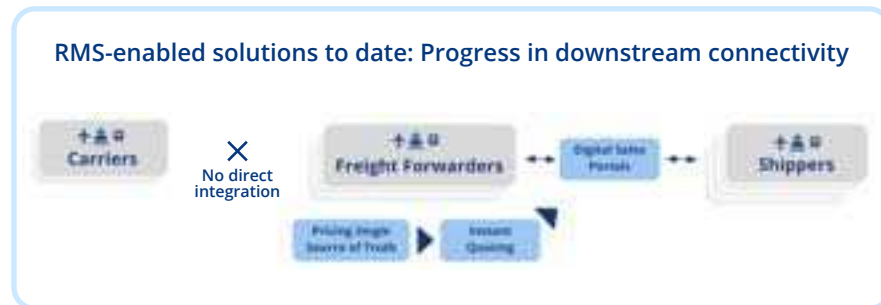 RMS-enabled solutions to date: Progress in downstream connectivity
Carriers
No direct
integration
Freight Forwarders
Digital Sales
Portals
Shippers
Pricing Single
Source of Truth
Instant
Quoting